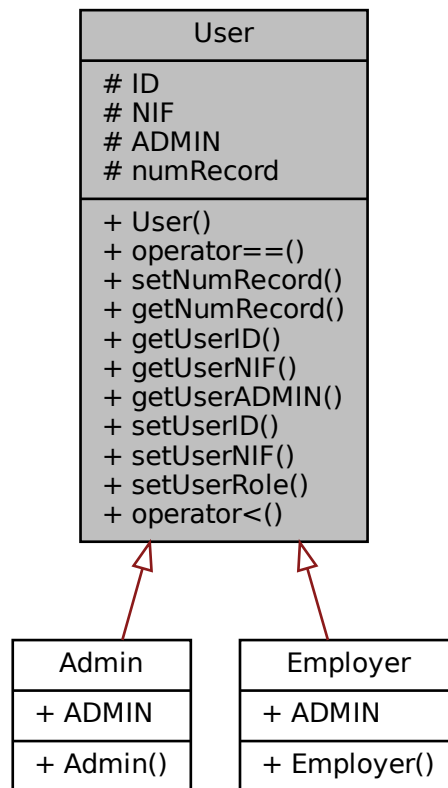 User
# ID
# NIF
# ADMIN
# numRecord
+ User()
+ operator==()
+ setNumRecord()
+ getNumRecord()
+ getUserID()
+ getUserNIF()
+ getUserADMIN()
+ setUserID()
+ setUserNIF()
+ setUserRole()
+ operator<()
Admin
+ ADMIN
+ Admin()
Employer
+ ADMIN
+ Employer()